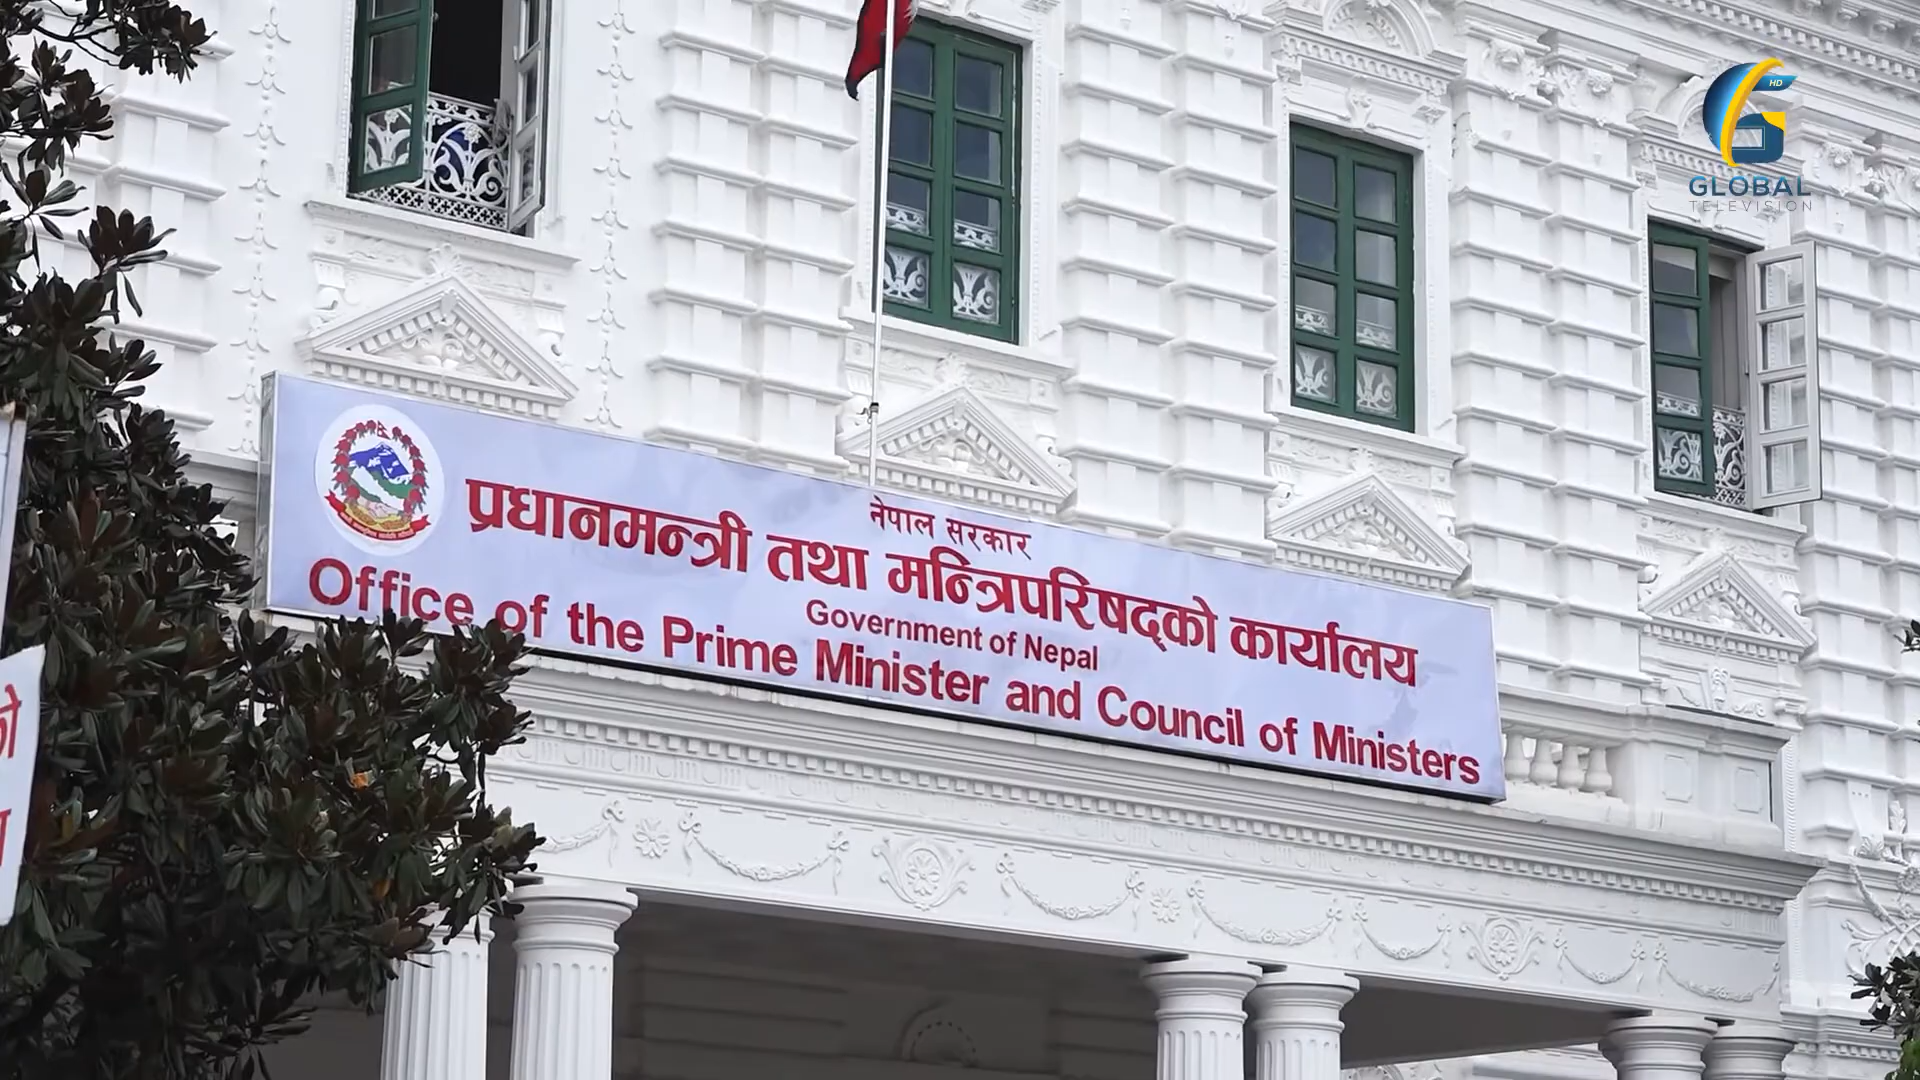 HD
GLOBAL
TELEVISION
नेपाल सरकार
प्रधानमन्त्री तथा मन्त्रिपरिषद्को कार्यालय
Government of Nepal
Office of the Prime Minister and Council of Ministers
को